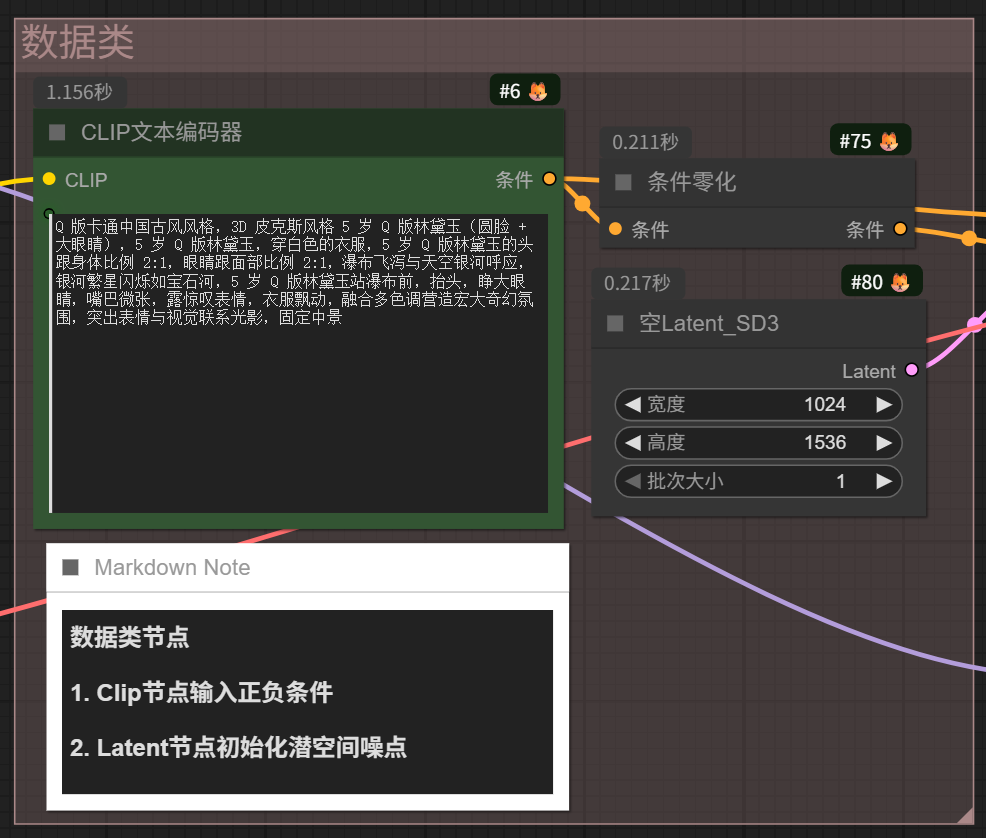 数据类
1.156秒
#6
CLIP文本编码器
CLIP
条件
Q 版卡通中国古风风格，3D 皮克斯风格 5 岁 Q 版林黛玉（圆脸 +
大眼睛），5 岁 Q 版林黛玉，穿白色的衣服，5 岁 Q 版林黛玉的头
跟身体比例 2:1，眼睛跟面部比例 2:1，瀑布飞泻与天空银河呼应，
银河繁星闪烁如宝石河，5 岁 Q 版林黛玉站瀑布前，抬头，睁大眼
睛，嘴巴微张，露惊叹表情，衣服飘动，融合多色调营造宏大奇幻氛
围，突出表情与视觉联系光影，固定中景
0.211秒
#75
条件零化
条件
条件
0.217秒
#80
空Latent_SD3
Latent
宽度 1024
高度 1536
批次大小 1
Markdown Note
数据类节点
1. Clip节点输入正负条件
2. Latent节点初始化潜空间噪点